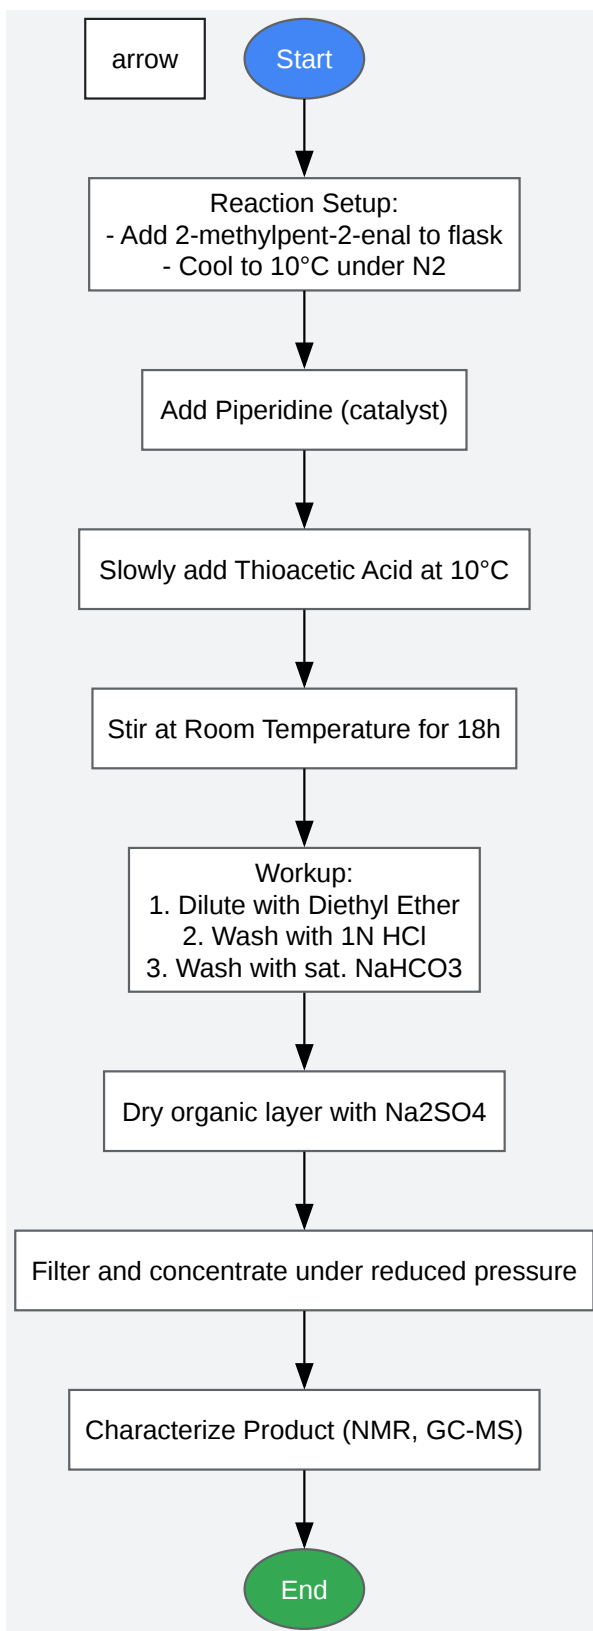 arrow
Start
Reaction Setup:
- Add 2-methylpent-2-enal to flask
- Cool to 10°C under N2
Add Piperidine (catalyst)
Slowly add Thioacetic Acid at 10°C
Stir at Room Temperature for 18h
Workup:
1. Dilute with Diethyl Ether
2. Wash with 1N HCl
3. Wash with sat. NaHCO3
Dry organic layer with Na2SO4
Filter and concentrate under reduced pressure
Characterize Product (NMR, GC-MS)
End